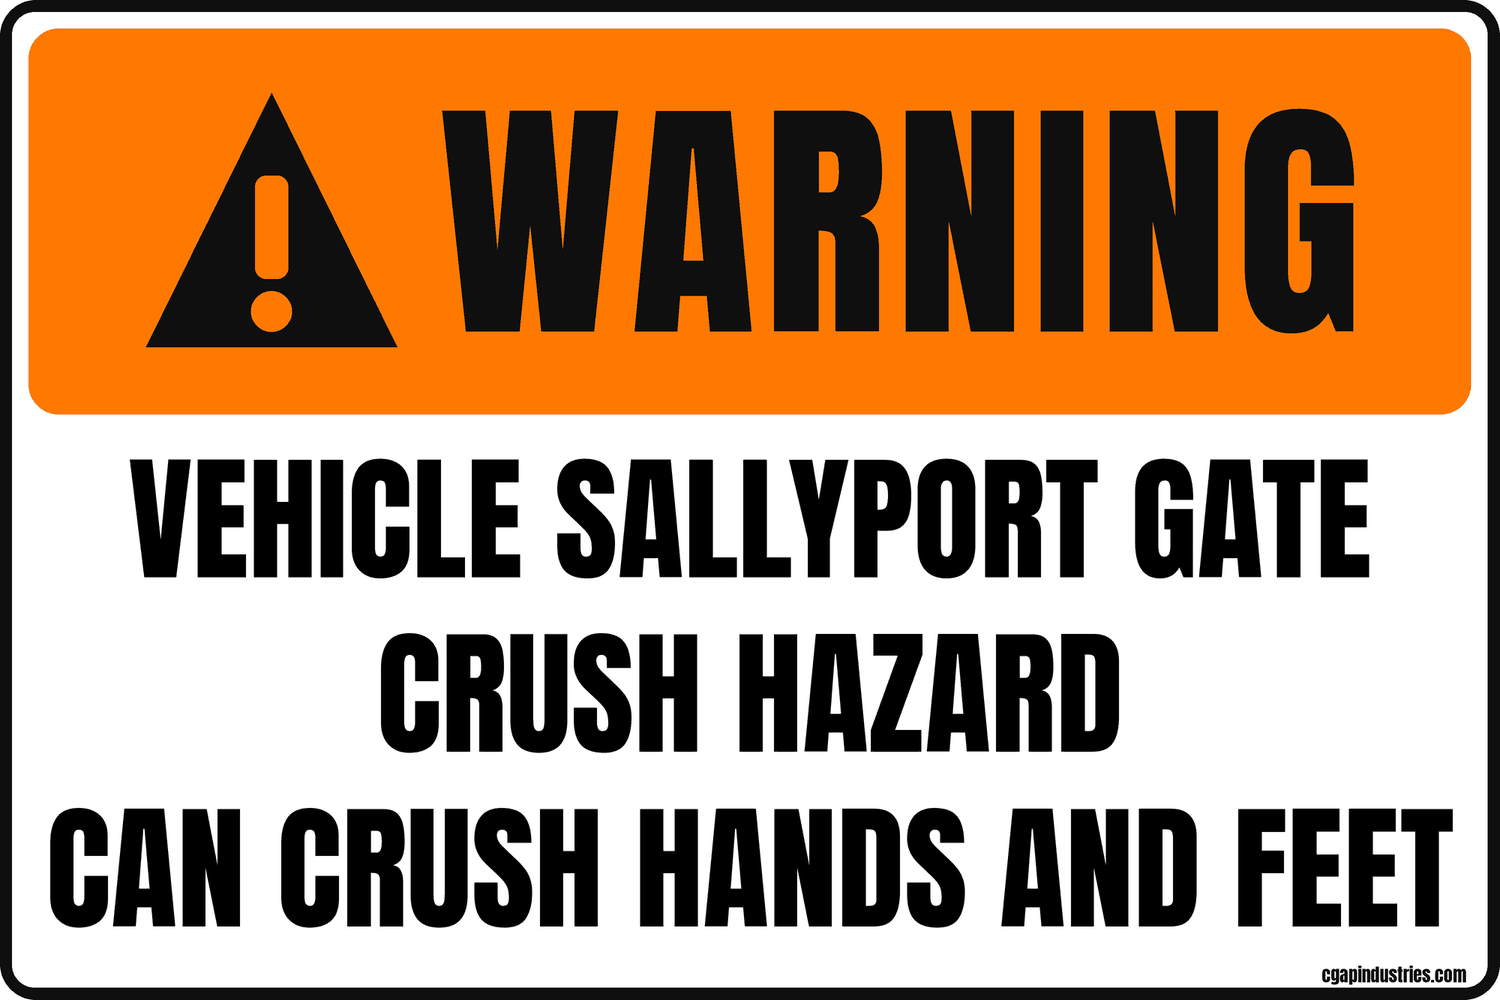 WARNING
VEHICLE SALLYPORT GATE
CRUSH HAZARD
CAN CRUSH HANDS AND FEET
cgapindustries.com